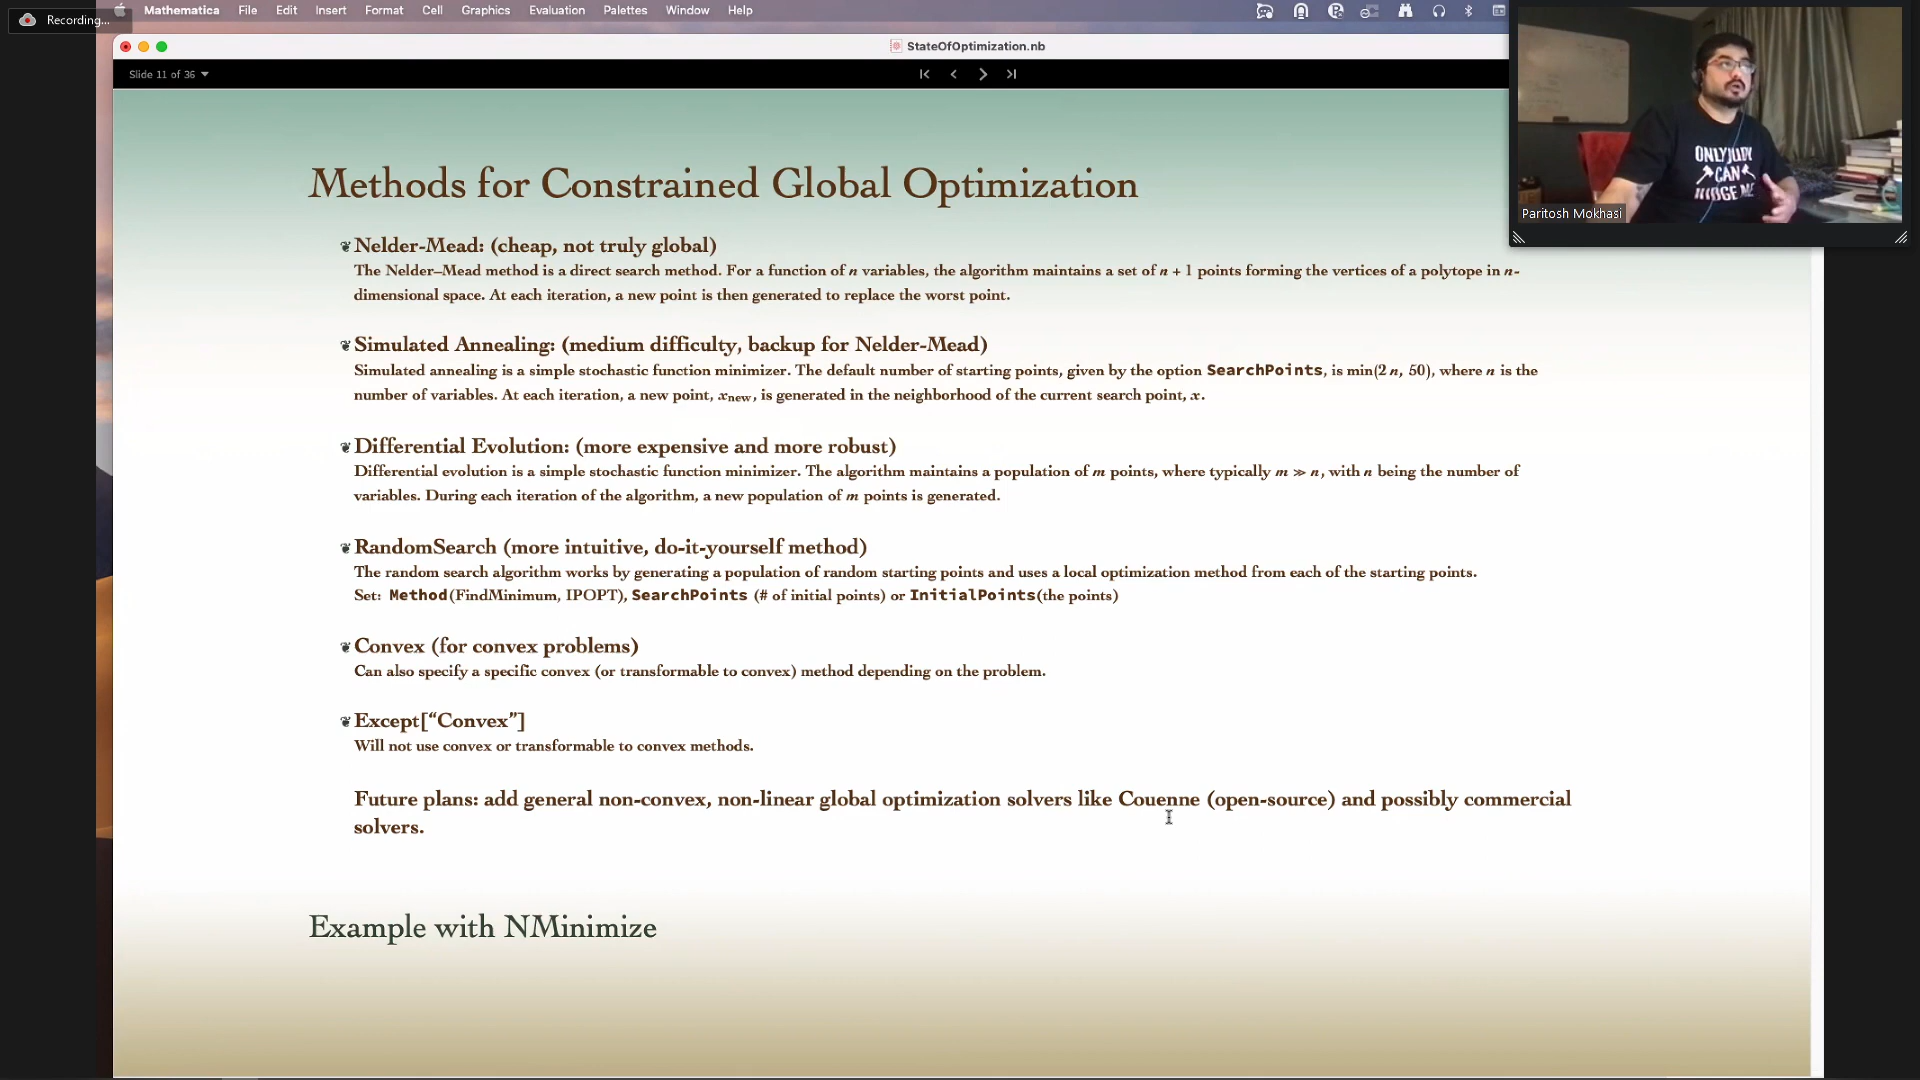 Recording...
Mathematica File Edit Insert Format Cell Graphics Evaluation Palettes Window Help
StateOfOptimization.nb
Slide 11 of 36
Methods for Constrained Global Optimization
Nelder-Mead: (cheap, not truly global)
The Nelder–Mead method is a direct search method. For a function of n variables, the algorithm maintains a set of n + 1 points forming the vertices of a polytope in n-
dimensional space. At each iteration, a new point is then generated to replace the worst point.
Simulated Annealing: (medium difficulty, backup for Nelder-Mead)
Simulated annealing is a simple stochastic function minimizer. The default number of starting points, given by the option SearchPoints, is min(2 n, 50), where n is the
number of variables. At each iteration, a new point, xnew, is generated in the neighborhood of the current search point, x.
Differential Evolution: (more expensive and more robust)
Differential evolution is a simple stochastic function minimizer. The algorithm maintains a population of m points, where typically m ≫ n, with n being the number of
variables. During each iteration of the algorithm, a new population of m points is generated.
RandomSearch (more intuitive, do-it-yourself method)
The random search algorithm works by generating a population of random starting points and uses a local optimization method from each of the starting points.
Set: Method(FindMinimum, IPOPT), SearchPoints (# of initial points) or InitialPoints(the points)
Convex (for convex problems)
Can also specify a specific convex (or transformable to convex) method depending on the problem.
Except[“Convex”]
Will not use convex or transformable to convex methods.
Future plans: add general non-convex, non-linear global optimization solvers like Couenne (open-source) and possibly commercial
solvers.
Example with NMinimize
ONLY JUDY
CAN
JUDGE ME
Paritosh Mokhasi